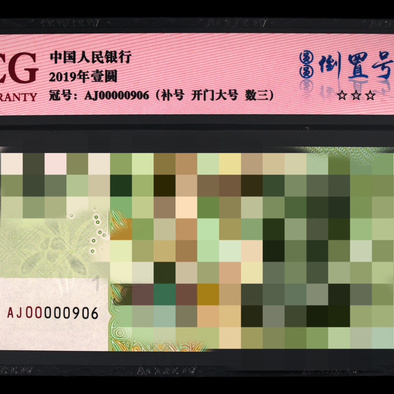 CG
RANTY
中国人民银行
2019年壹圆
冠号：AJ00000906（补号 开门大号 数三）
倒置号
☆☆☆
AJ00000906
1